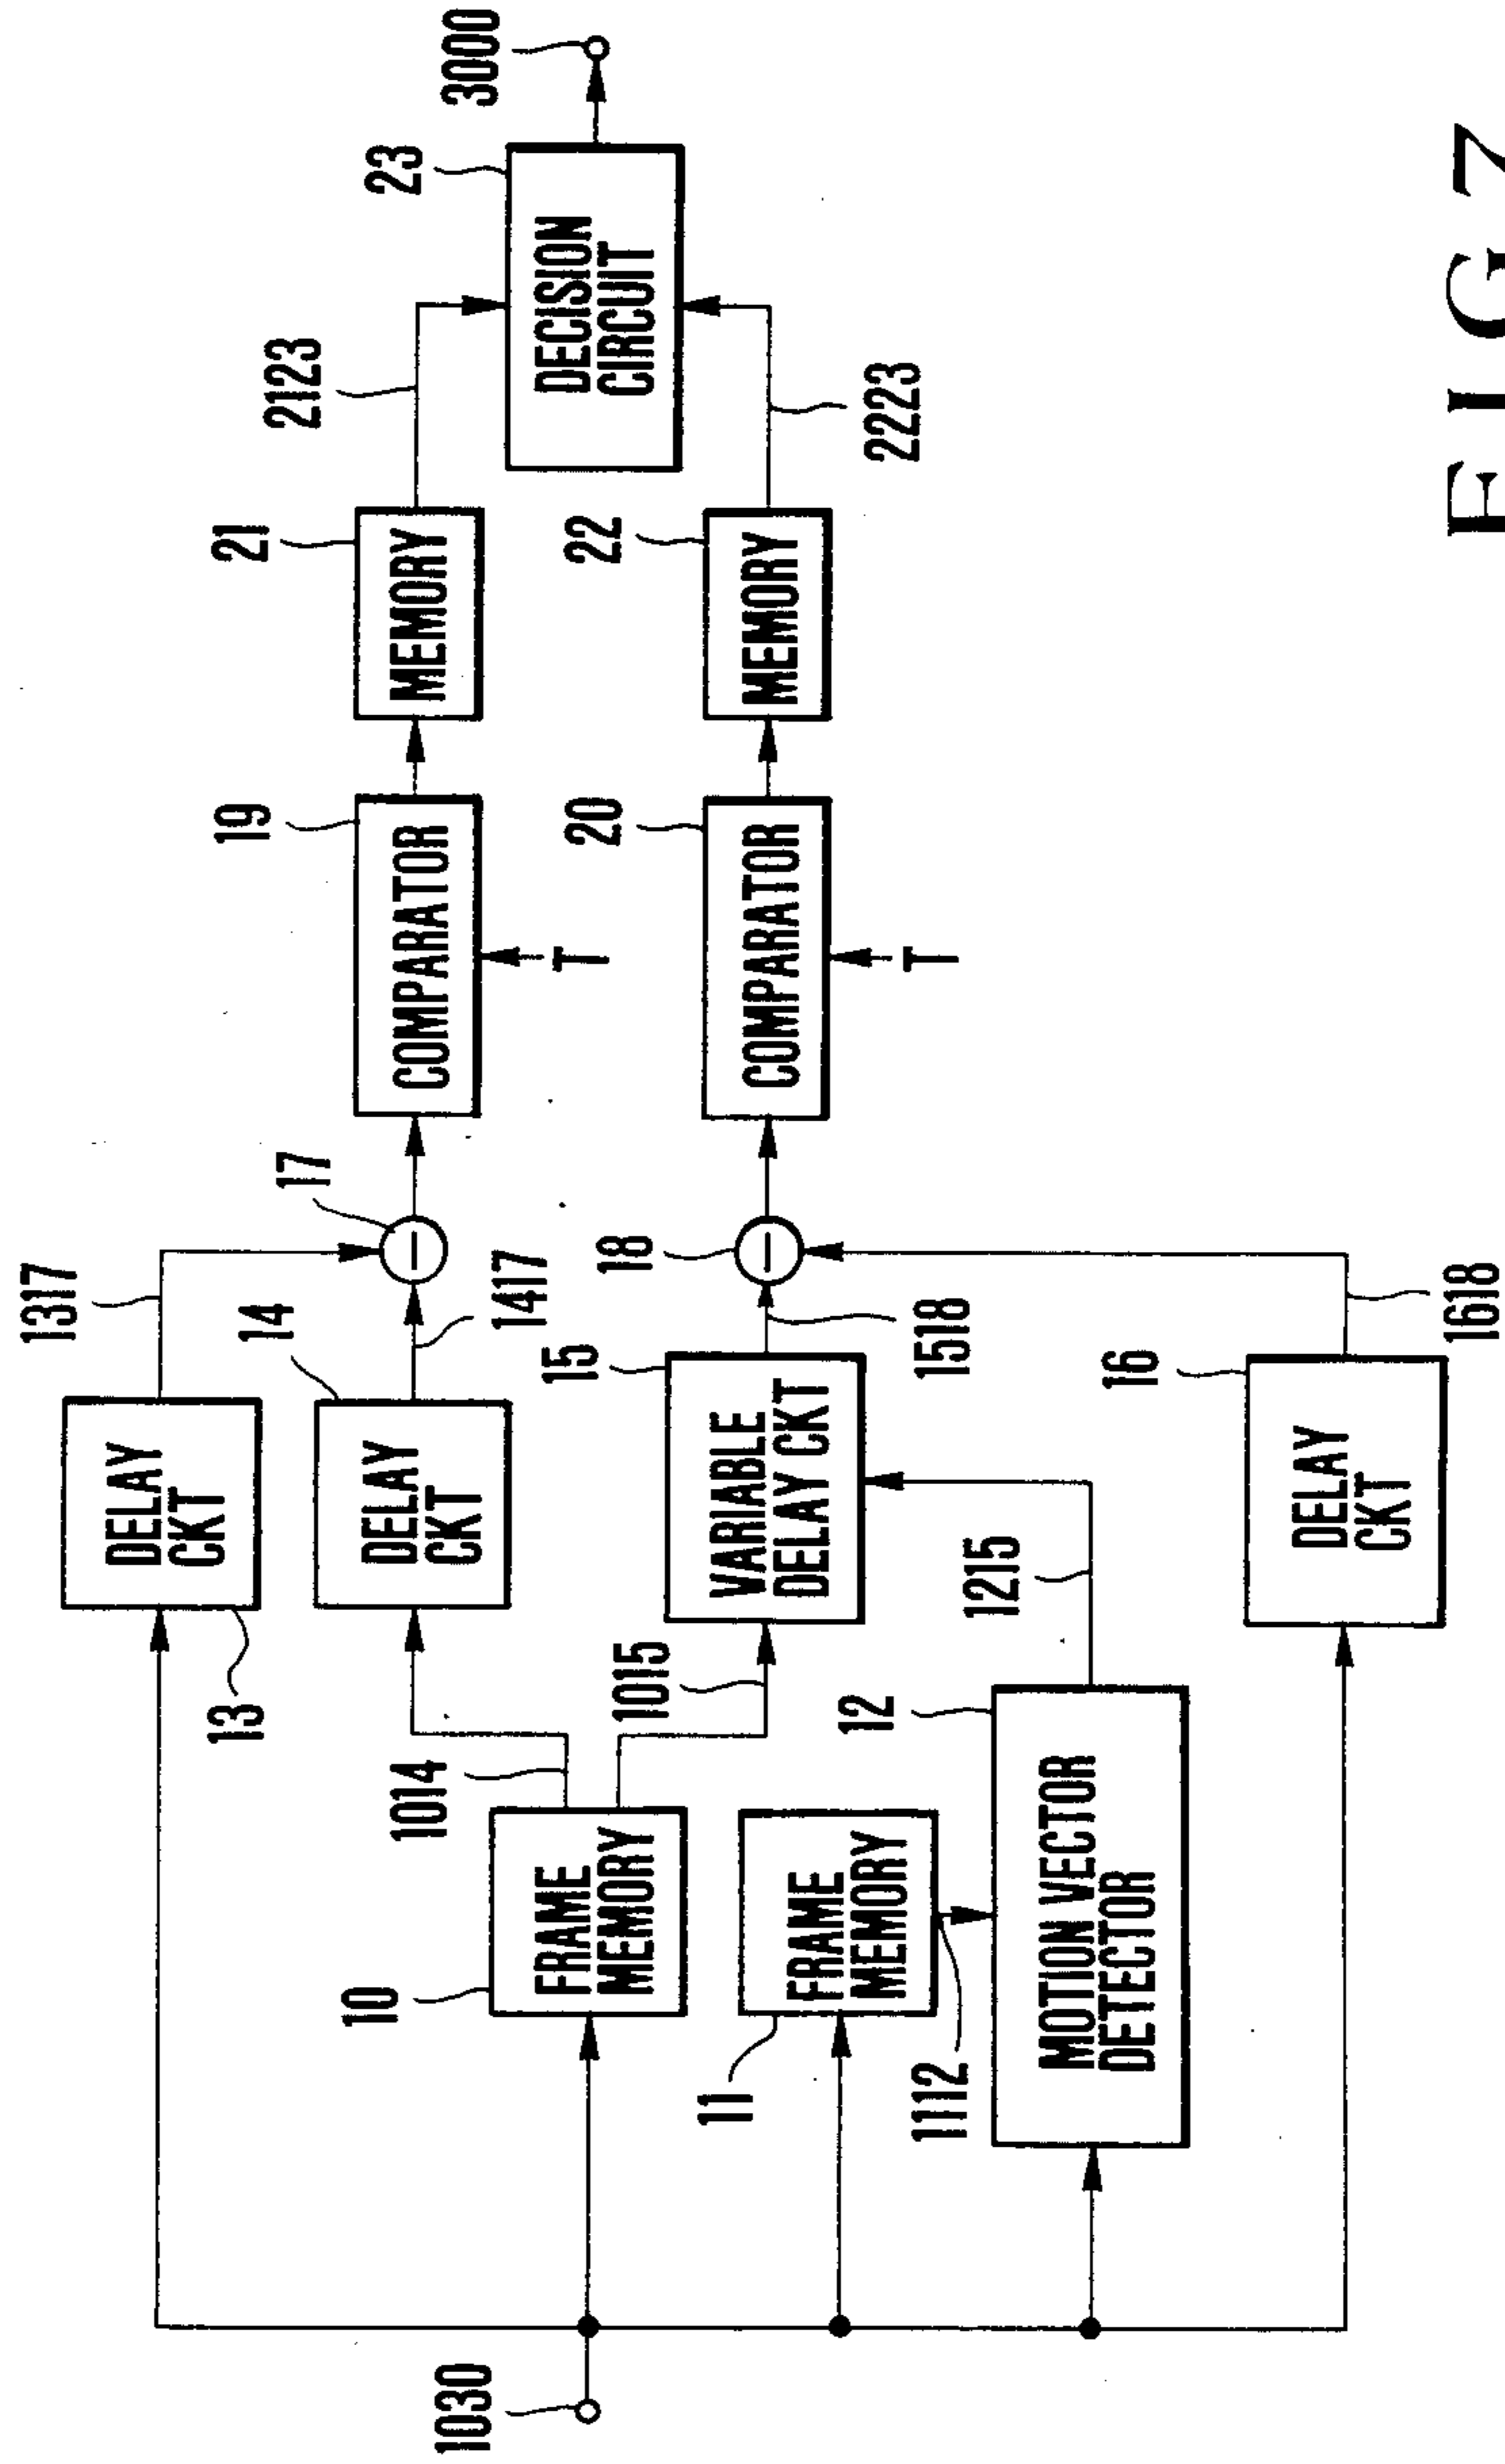 1030
10
FRAME
MEMORY
11
FRAME
MEMORY
1112
12
MOTION VECTOR
DETECTOR
1014
1015
1215
13
DELAY
CKT
14
DELAY
CKT
15
VARIABLE
DELAY CKT
16
DELAY
CKT
1317
1417
1518
1618
17
18
19
COMPARATOR
T
20
COMPARATOR
T
21
MEMORY
22
MEMORY
2123
2223
23
DECISION
CIRCUIT
3000
FIG.7